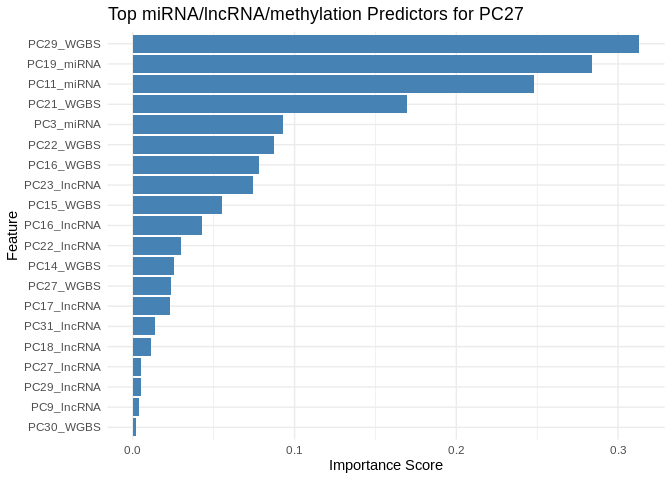 Top miRNA/lncRNA/methylation Predictors for PC27
Feature
PC29_WGBS
PC19_miRNA
PC11_miRNA
PC21_WGBS
PC3_miRNA
PC22_WGBS
PC16_WGBS
PC23_lncRNA
PC15_WGBS
PC16_lncRNA
PC22_lncRNA
PC14_WGBS
PC27_WGBS
PC17_lncRNA
PC31_lncRNA
PC18_lncRNA
PC27_lncRNA
PC29_lncRNA
PC9_lncRNA
PC30_WGBS
0.0 0.1 0.2 0.3
Importance Score